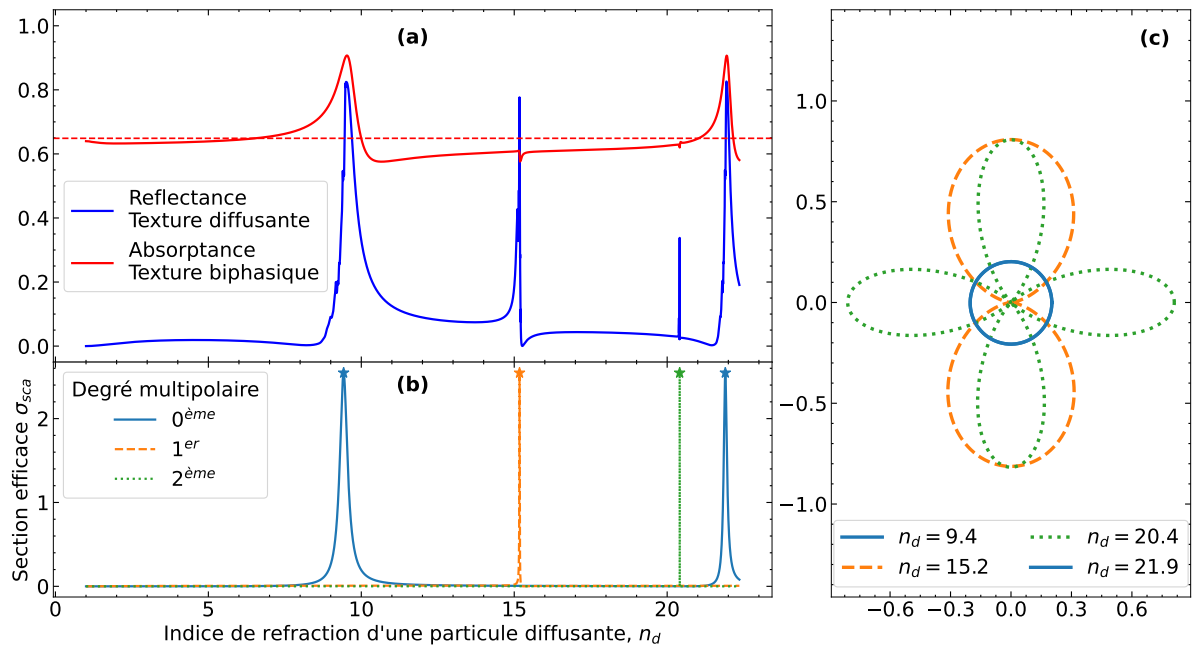 (a)
1.0
0.8
0.6
0.4
0.2
0.0
Reflectance
Texture diffusante
Absorptance
Texture biphasique
(b)
Degré multipolaire
0ème
1er
2ème
Section efficace σsca
2
1
0
0
5
10
15
20
Indice de refraction d'une particule diffusante, nd
(c)
1.0
0.5
0.0
−0.5
−1.0
nd = 9.4
nd = 15.2
nd = 20.4
nd = 21.9
−0.6
−0.3
0.0
0.3
0.6